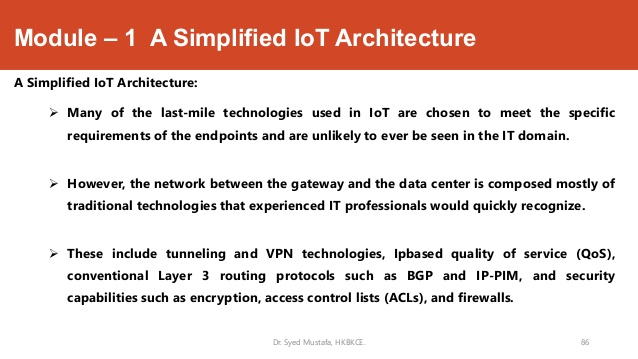 Module – 1 A Simplified IoT Architecture
A Simplified IoT Architecture:
➢ Many of the last-mile technologies used in IoT are chosen to meet the specific
requirements of the endpoints and are unlikely to ever be seen in the IT domain.
➢ However, the network between the gateway and the data center is composed mostly of
traditional technologies that experienced IT professionals would quickly recognize.
➢ These include tunneling and VPN technologies, Ipbased quality of service (QoS),
conventional Layer 3 routing protocols such as BGP and IP-PIM, and security
capabilities such as encryption, access control lists (ACLs), and firewalls.
Dr. Syed Mustafa, HKBKCE.
86